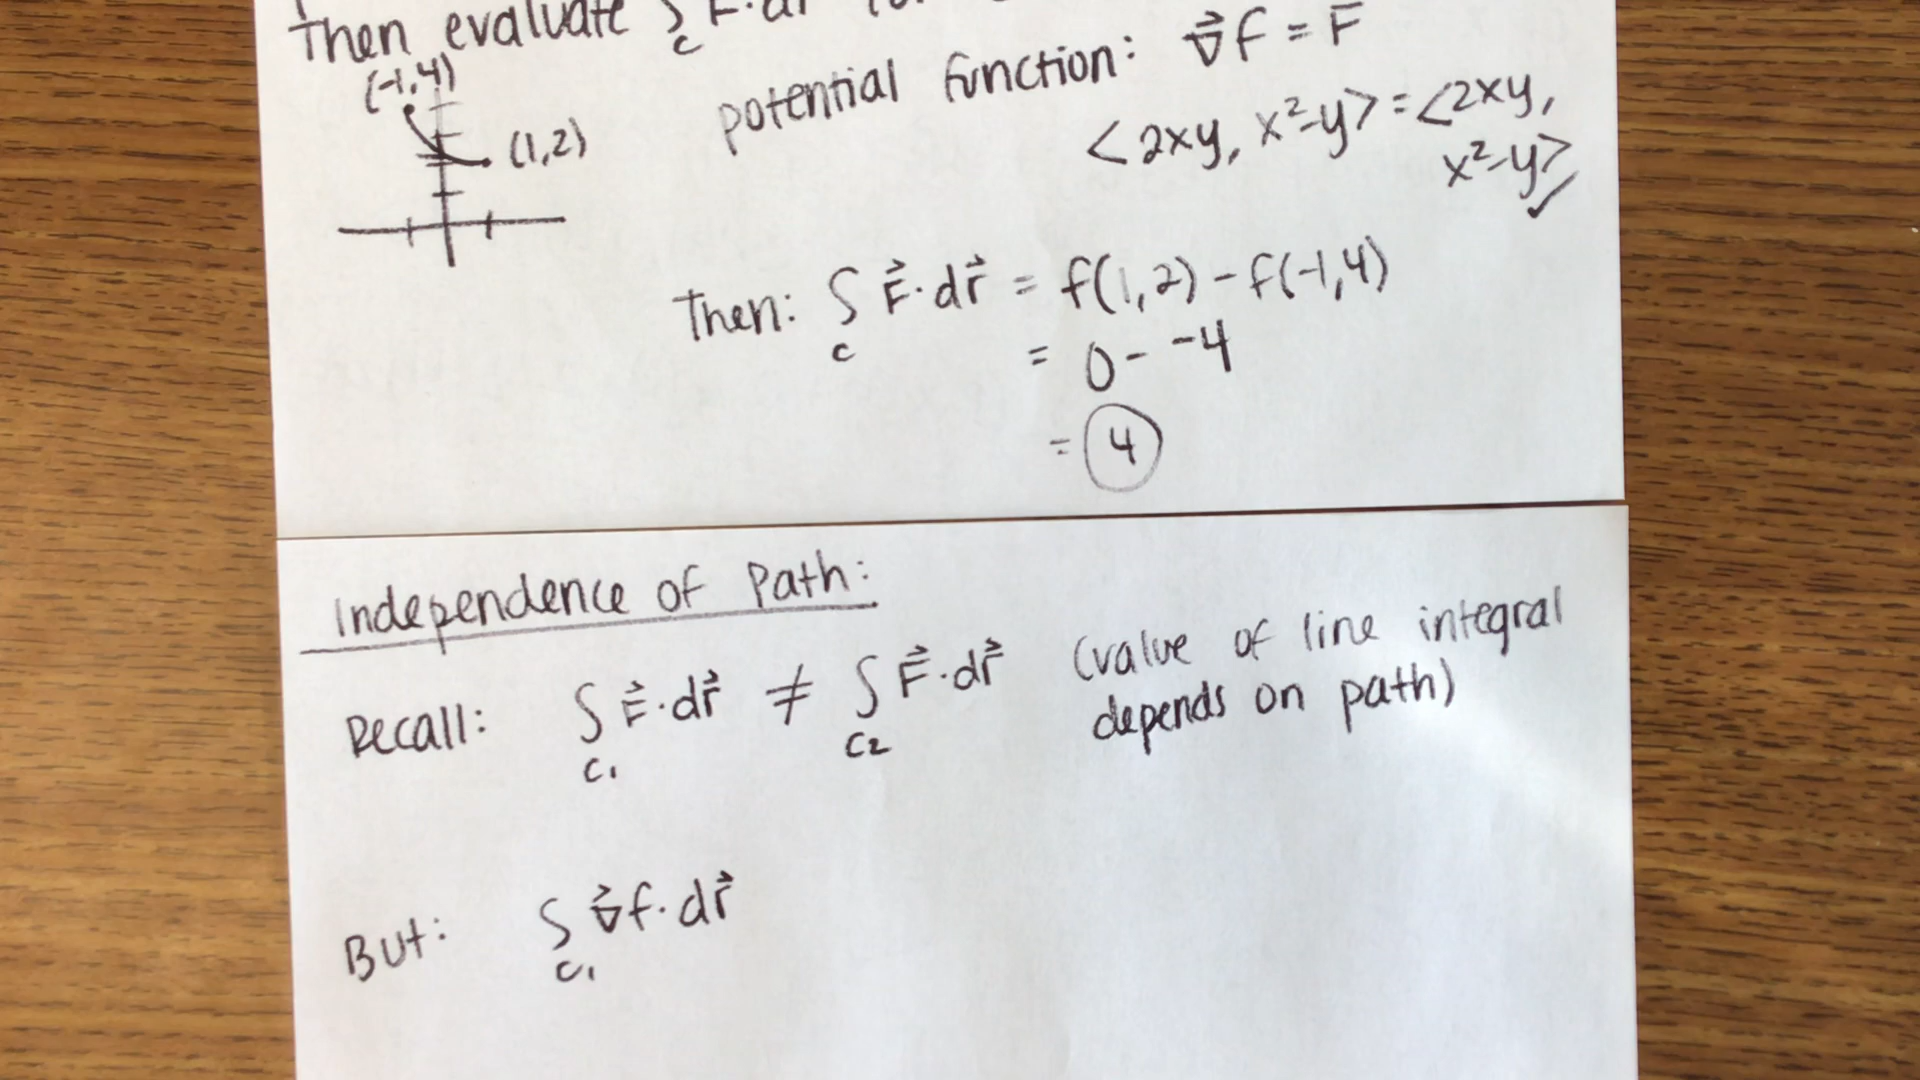 Then evaluate ∫ F·dr
c
(-1,4)
(1,2)
potential function: ∇⃗f = F
<2xy, x²-y> = <2xy,
x²-y> ✓
Then: ∫ F⃗·dr⃗ = f(1,2) - f(-1,4)
c
= 0 - -4
= 4
Independence of Path:
Recall: ∫ F⃗·dr⃗ ≠ ∫ F⃗·dr⃗ (value of line integral
C₁ C2 depends on path)
But: ∫ ∇⃗f·dr⃗
C₁